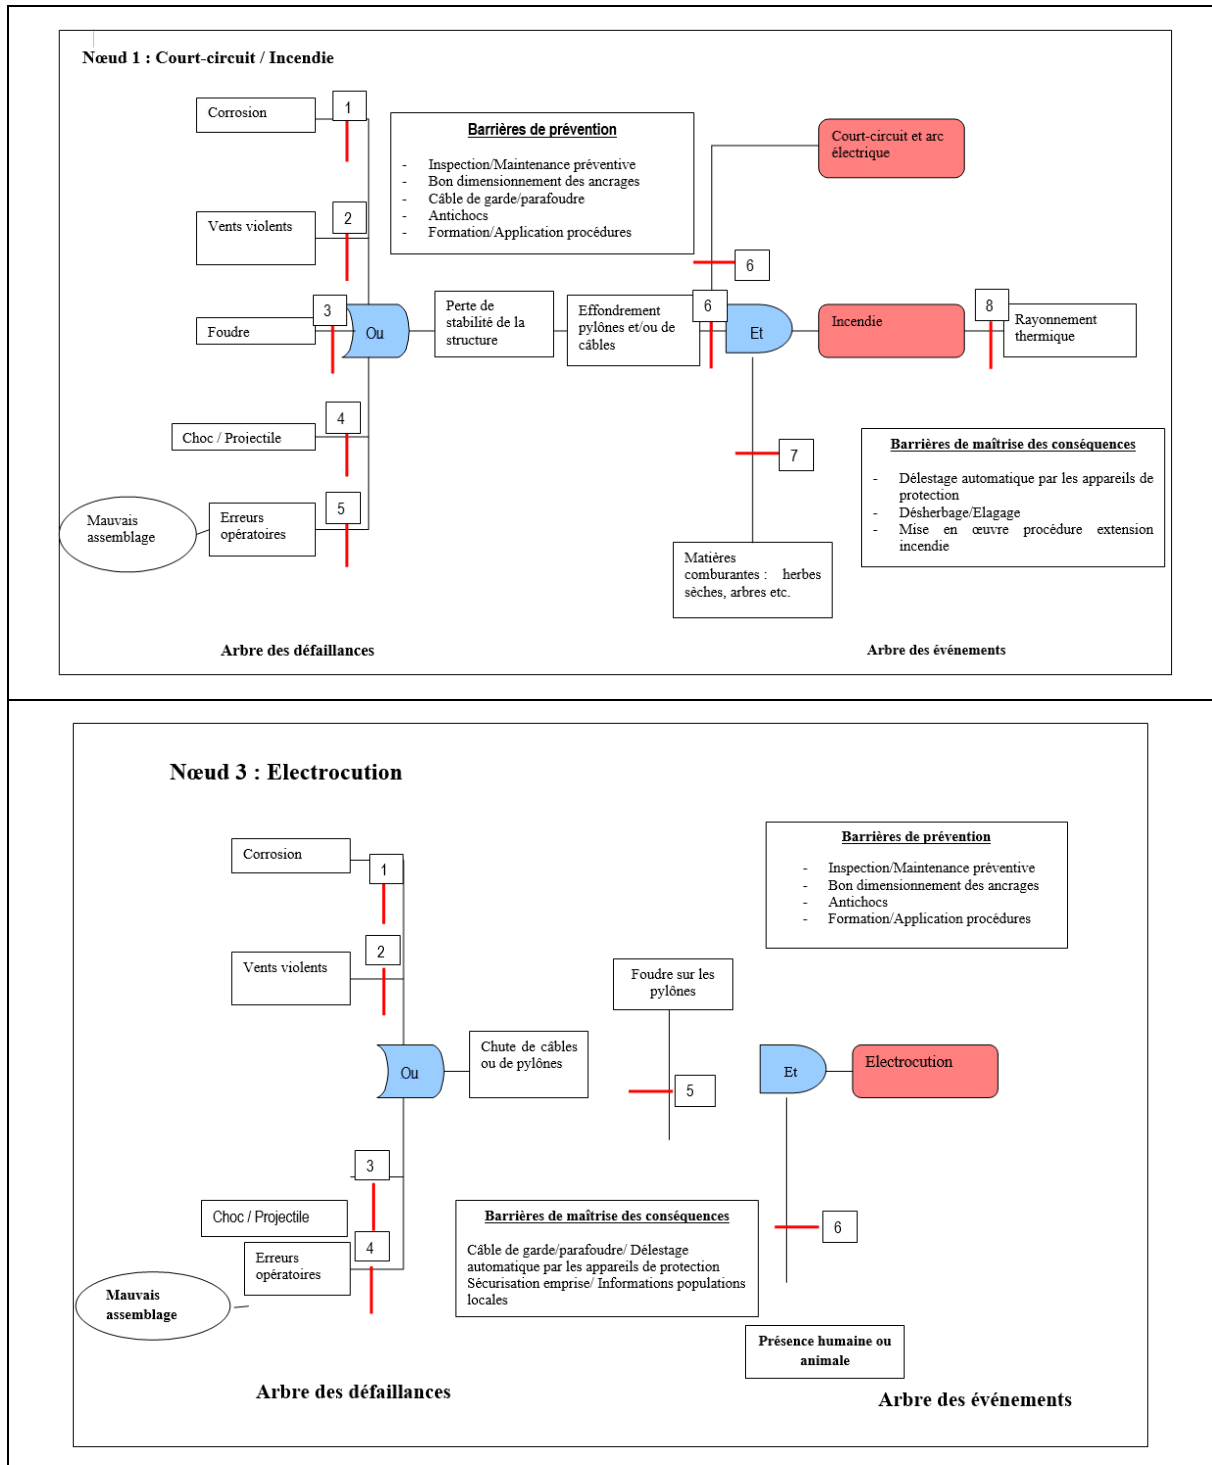 Nœud 1 : Court-circuit / Incendie
Corrosion
1
Barrières de prévention
- Inspection/Maintenance préventive
- Bon dimensionnement des ancrages
- Câble de garde/parafoudre
- Antichocs
- Formation/Application procédures
Court-circuit et arc
électrique
Vents violents
2
6
Foudre
3
Ou
Perte de
stabilité de la
structure
Effondrement
pylônes et/ou de
câbles
6
Et
Incendie
8
Rayonnement
thermique
Choc / Projectile
4
7
Barrières de maîtrise des conséquences
- Délestage automatique par les appareils de
protection
- Désherbage/Elagage
- Mise en œuvre procédure extension
incendie
Mauvais
assemblage
Erreurs
opératoires
5
Matières
comburantes : herbes
sèches, arbres etc.
Arbre des défaillances
Arbre des événements
Nœud 3 : Electrocution
Corrosion
1
Barrières de prévention
- Inspection/Maintenance préventive
- Bon dimensionnement des ancrages
- Antichocs
- Formation/Application procédures
Vents violents
2
Foudre sur les
pylônes
Ou
Chute de câbles
ou de pylônes
5
Et
Electrocution
3
Choc / Projectile
4
Erreurs
opératoires
Mauvais
assemblage
Barrières de maîtrise des conséquences
Câble de garde/parafoudre/ Délestage
automatique par les appareils de protection
Sécurisation emprise/ Informations populations
locales
6
Présence humaine ou
animale
Arbre des défaillances
Arbre des événements